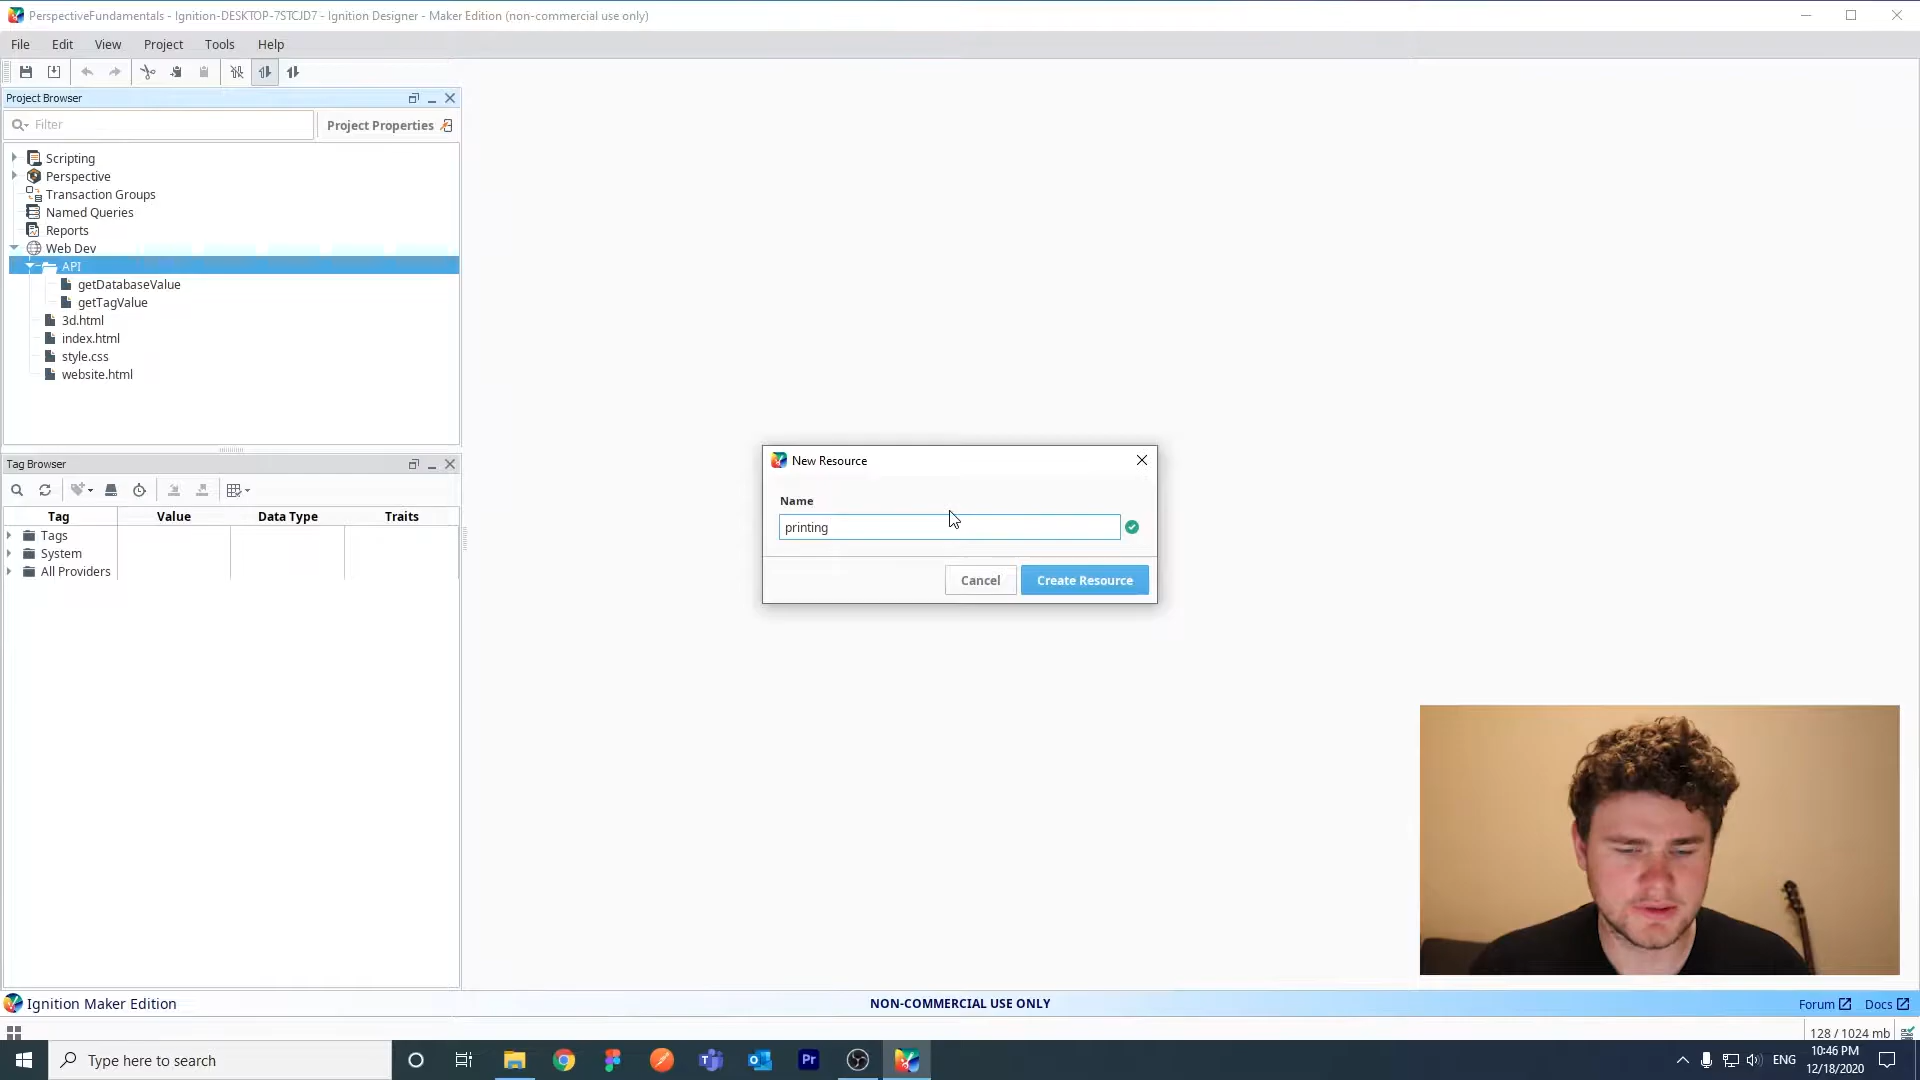 PerspectiveFundamentals - Ignition-DESKTOP-7STCJD7 - Ignition Designer - Maker Edition (non-commercial use only)
File Edit View Project Tools Help
Project Browser
Filter
Project Properties
Scripting
Perspective
Transaction Groups
Named Queries
Reports
Web Dev
API
getDatabaseValue
getTagValue
3d.html
index.html
style.css
website.html
New Resource
Name
printing
Cancel Create Resource
Tag Browser
Tag Value Data Type Traits
Tags
System
All Providers
Ignition Maker Edition NON-COMMERCIAL USE ONLY Forum Docs
128 / 1024 mb
Type here to search
Pr
ENG
10:46 PM
12/18/2020